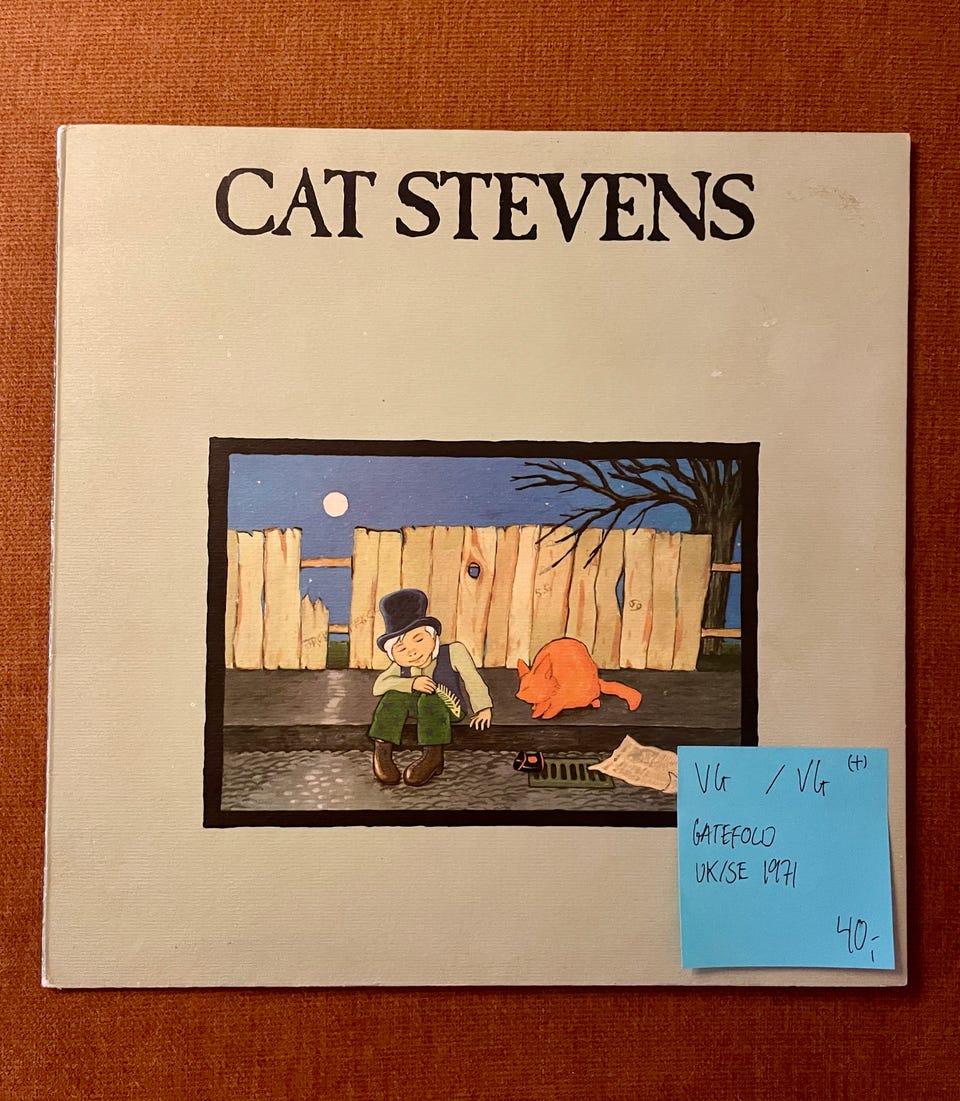 CAT STEVENS
VG / VG (+)
GATEFOLD
UK/SE 1971
40,-